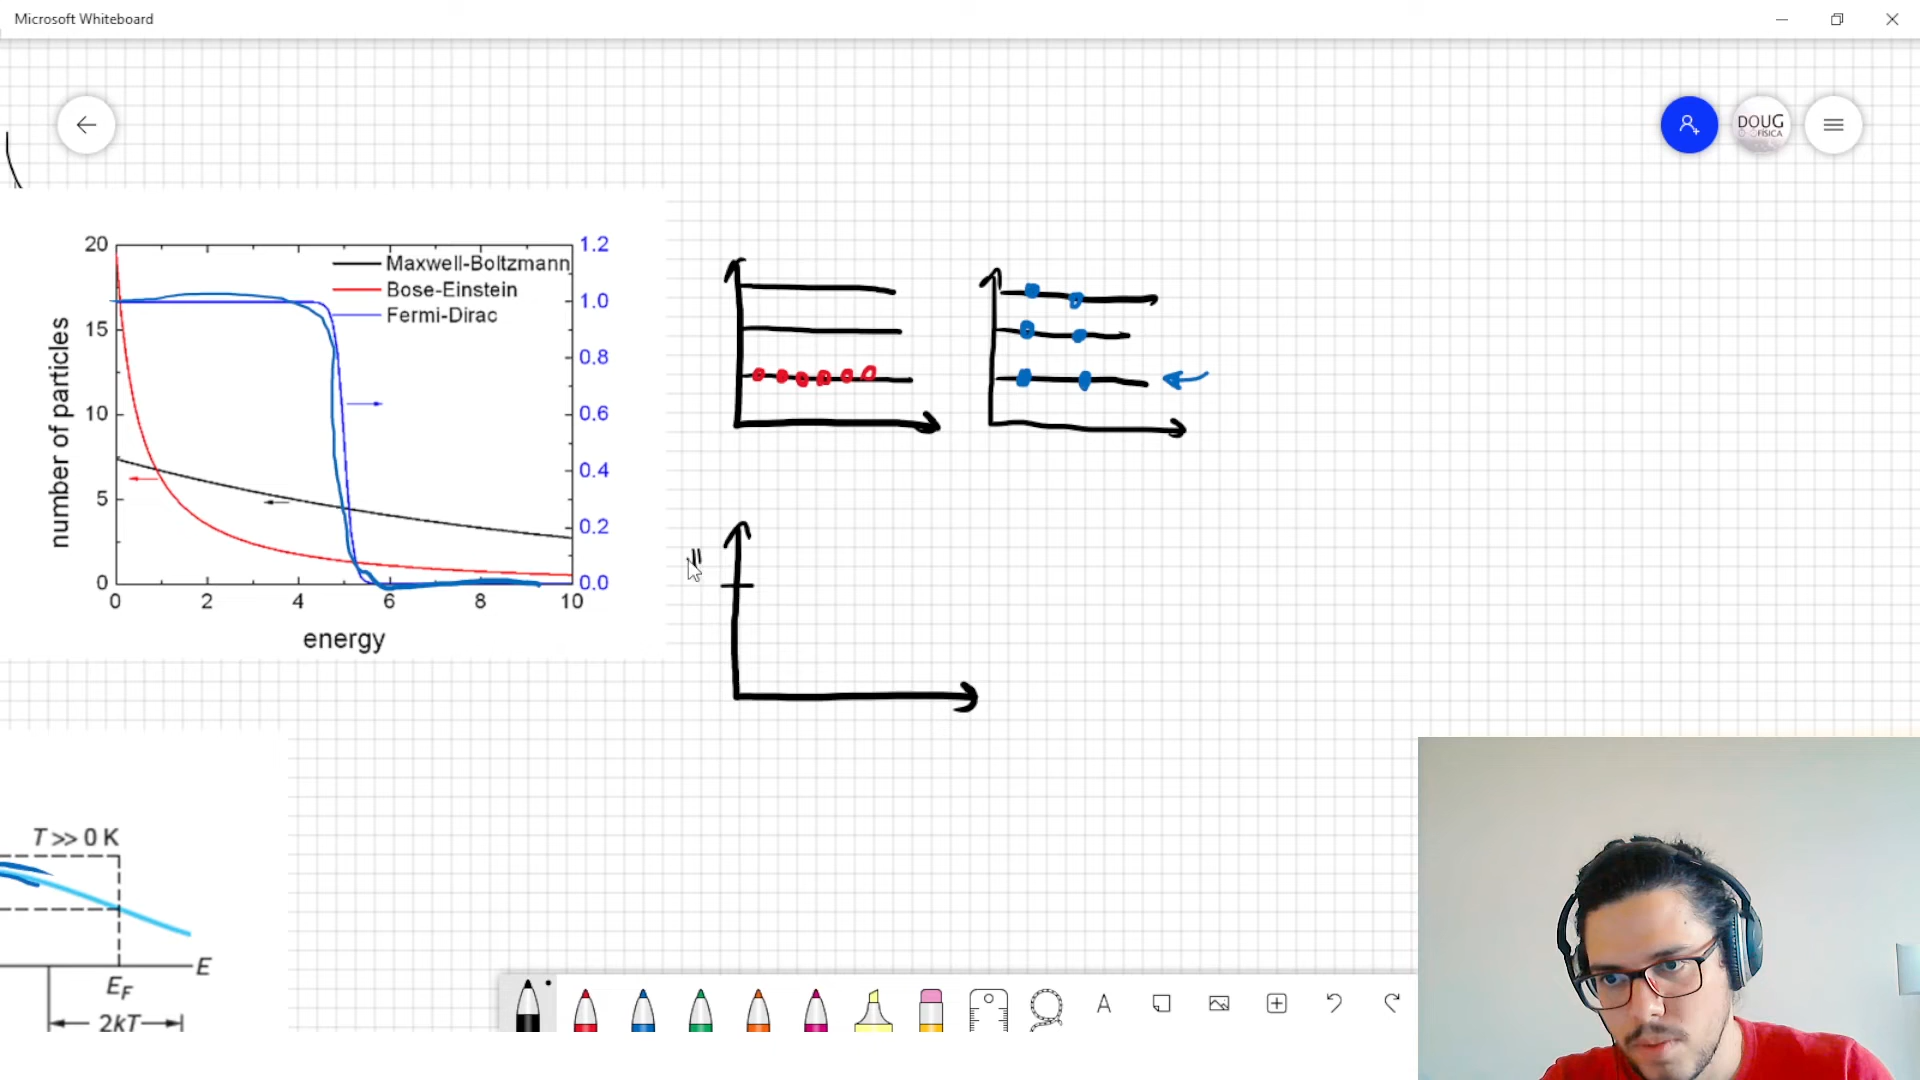 Microsoft Whiteboard
DOUG
FÍSICA
20
15
10
5
0
number of particles
1.2
1.0
0.8
0.6
0.4
0.2
0.0
Maxwell-Boltzmann
Bose-Einstein
Fermi-Dirac
0 2 4 6 8 10
energy
T >> 0 K
E
E_F
2kT
A